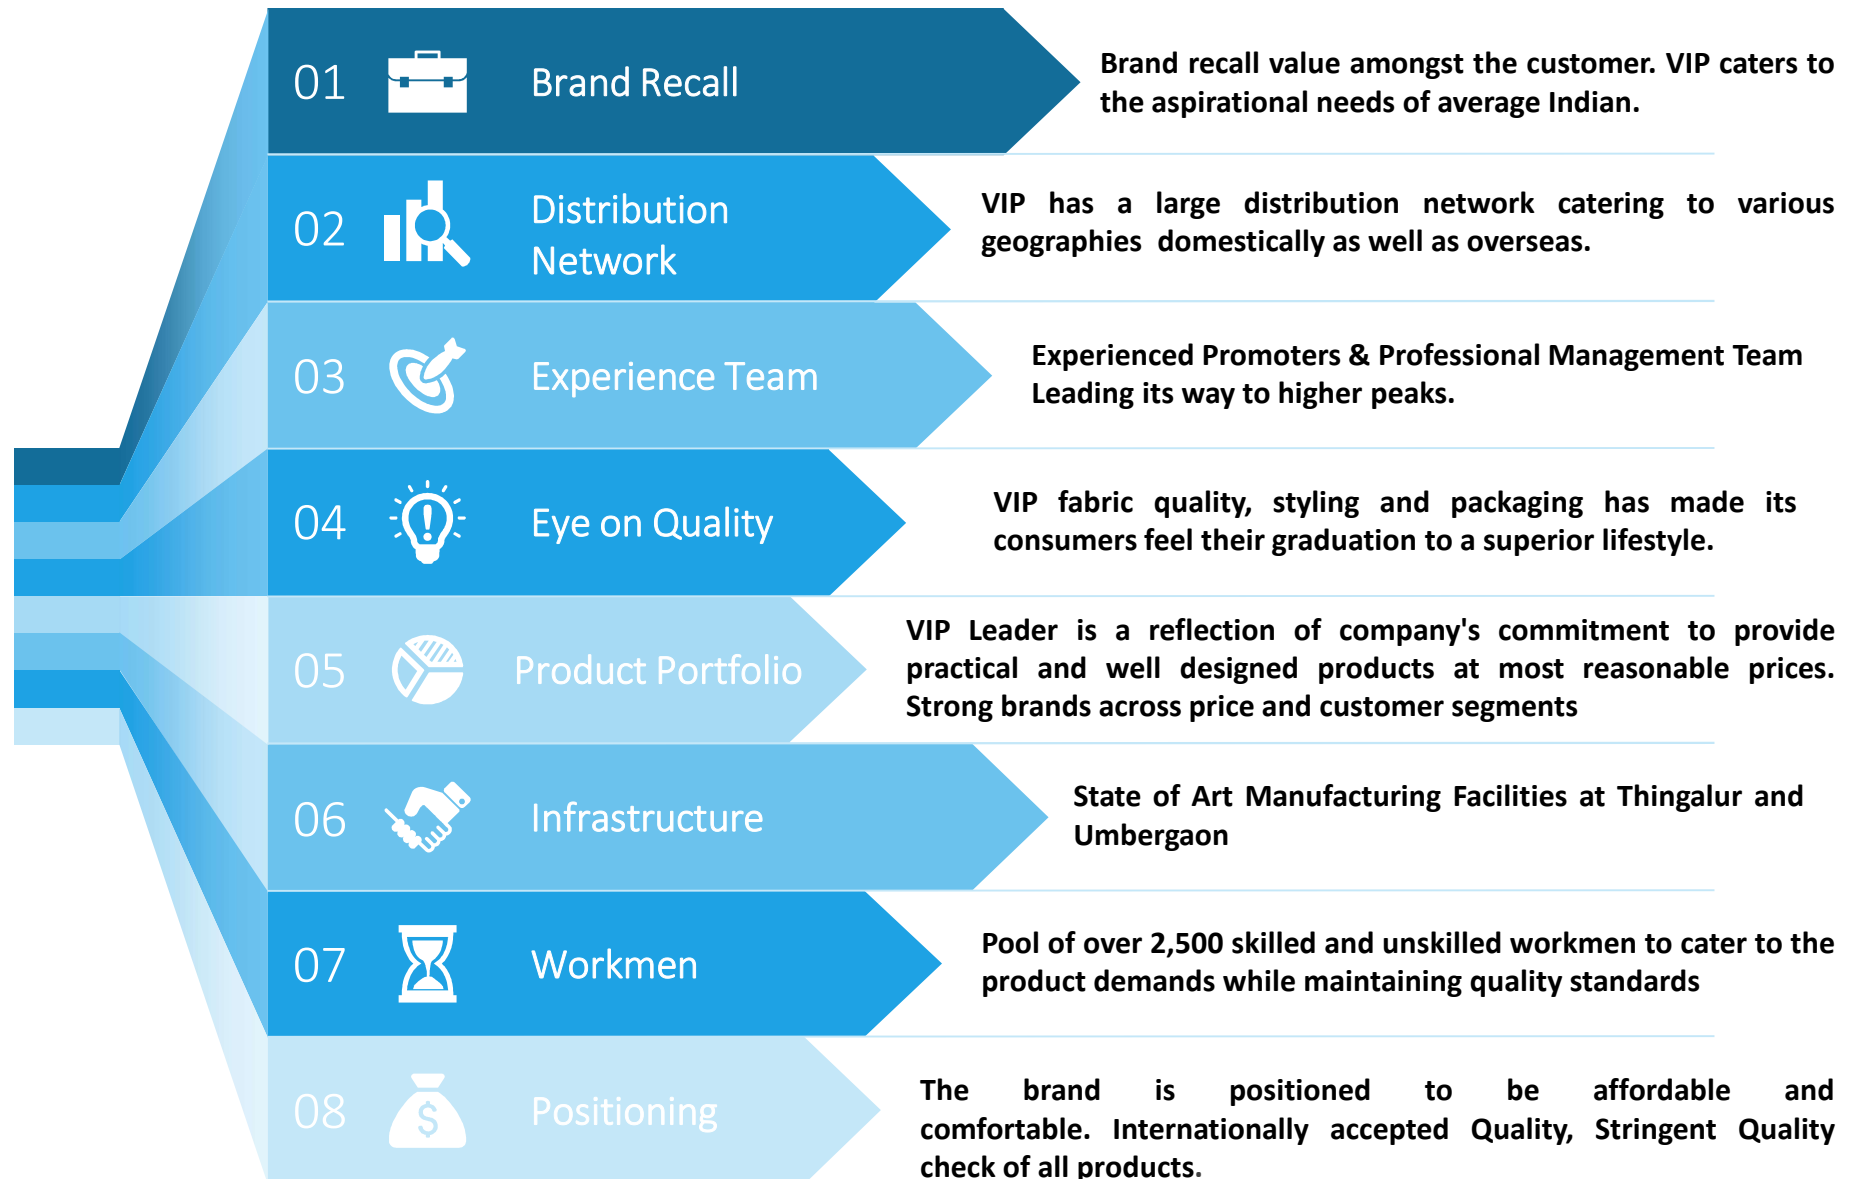 01
Brand Recall
Brand recall value amongst the customer. VIP caters to
the aspirational needs of average Indian.
02
Distribution
Network
VIP has a large distribution network catering to various
geographies domestically as well as overseas.
03
Experience Team
Experienced Promoters & Professional Management Team
Leading its way to higher peaks.
04
Eye on Quality
VIP fabric quality, styling and packaging has made its
consumers feel their graduation to a superior lifestyle.
05
Product Portfolio
VIP Leader is a reflection of company's commitment to provide
practical and well designed products at most reasonable prices.
Strong brands across price and customer segments
06
Infrastructure
State of Art Manufacturing Facilities at Thingalur and
Umbergaon
07
Workmen
Pool of over 2,500 skilled and unskilled workmen to cater to the
product demands while maintaining quality standards
08
$
Positioning
The brand is positioned to be affordable and
comfortable. Internationally accepted Quality, Stringent Quality
check of all products.